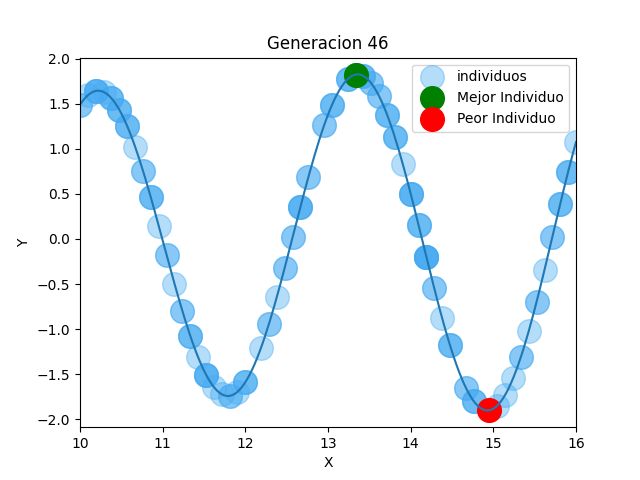 Generacion 46
individuos
Mejor Individuo
Peor Individuo
2.0
1.5
1.0
0.5
0.0
−0.5
−1.0
−1.5
−2.0
Y
10 11 12 13 14 15 16
X